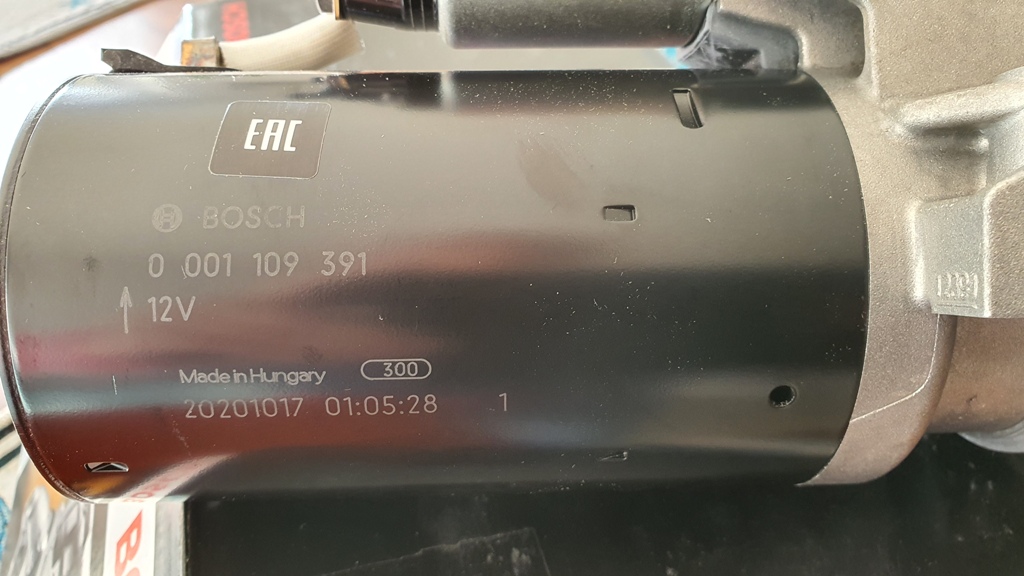 EAC
BOSCH
0 001 109 391
12V
Made in Hungary 300
20201017 01:05:28 1